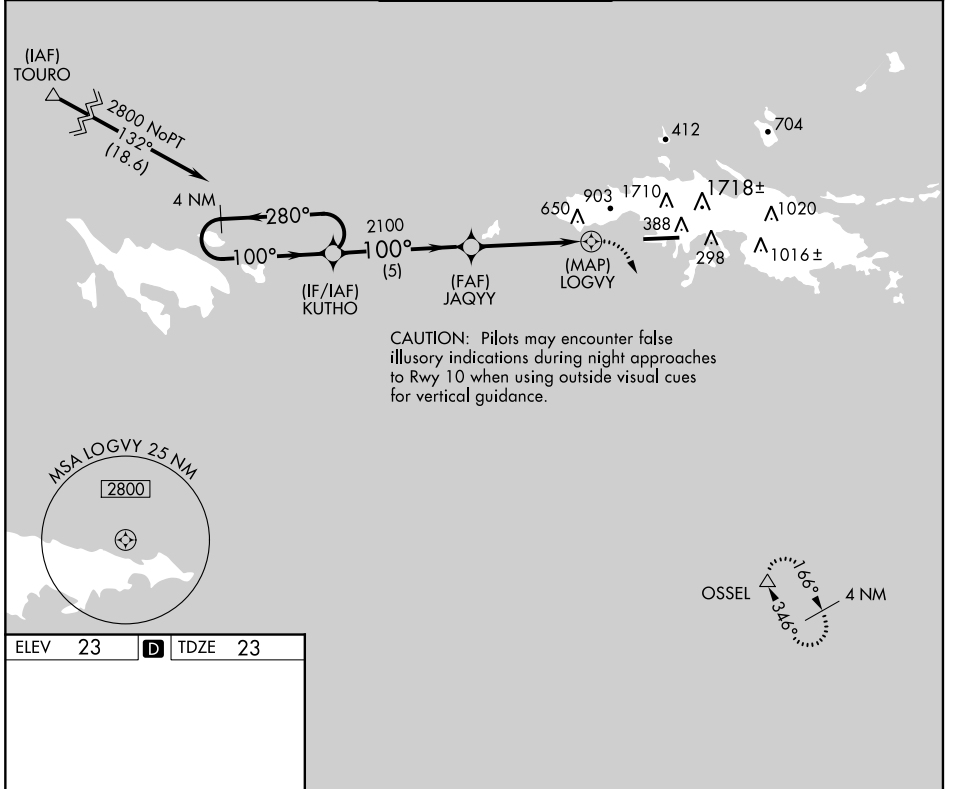 (IAF)
TOURO
2800 NoPT
132°
(18.6)
4 NM
280°
100°
2100
100°
(5)
(IF/IAF)
KUTHO
(FAF)
JAQYY
(MAP)
LOGVY
412
704
650
903
1710
1718±
388
298
1020
1016±
CAUTION: Pilots may encounter false
illusory indications during night approaches
to Rwy 10 when using outside visual cues
for vertical guidance.
MSA LOGVY 25 NM
2800
OSSEL
166°
346°
4 NM
ELEV 23 D TDZE 23